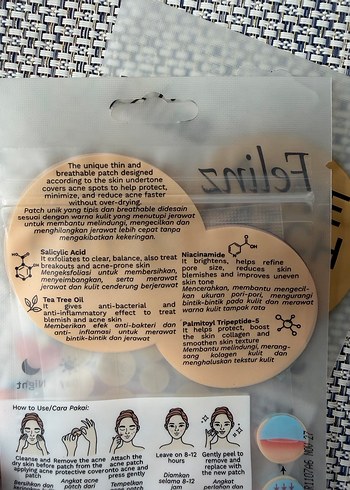 The unique thin and
breathable patch designed
according to the skin undertone
covers acne spots to help protect,
minimize, and reduce acne faster
without over-drying.
Patch unik yang tipis dan breathable didesain
sesuai dengan warna kulit yang menutupi jerawat
untuk membantu melindungi, mengecilkan dan
menghilangkan jerawat lebih cepat tanpa
mengakibatkan kekeringan.
Felinz
Salicylic Acid
It exfoliates to clear, balance, also treat
breakouts and acne-prone skin
Mengeksfoliasi untuk membersihkan,
menyeimbangkan, serta merawat
jerawat dan kulit cenderung berjerawat
Tea Tree Oil
It gives anti-bacterial and
anti-inflammatory effect to treat
blemish and acne skin
Memberikan efek anti-bakteri dan
anti inflamasi untuk merawat
bintik-bintik dan jerawat
Niacinamide
It brightens, helps refine
pore size, reduces skin
blemishes and improves uneven
skin tone
Mencerahkan, membantu mengecil-
kan ukuran pori-pori, mengurangi
bintik-bintik pada kulit dan merawat
warna kulit tampak rata
Palmitoyl Tripeptide-5
It helps protect, boost
the skin collagen and
smoothen skin texture
Membantu melindungi, merang-
sang kolagen kulit dan
menghaluskan tekstur kulit
Night
How to Use/Cara Pakai:
Cleanse and
dry skin before
applying patch
Remove the acne
patch from the
protective cover
Attach the
acne patch
onto acne and
press gently
Leave on 8-12
hours
Gently peel to
remove and
replace with
the new patch
Bersihkan dan
Angkat acne
patch dari
Tempelkan
acne patch
Diamkan
selama 8-12
jam
Angkat
perlahan dan